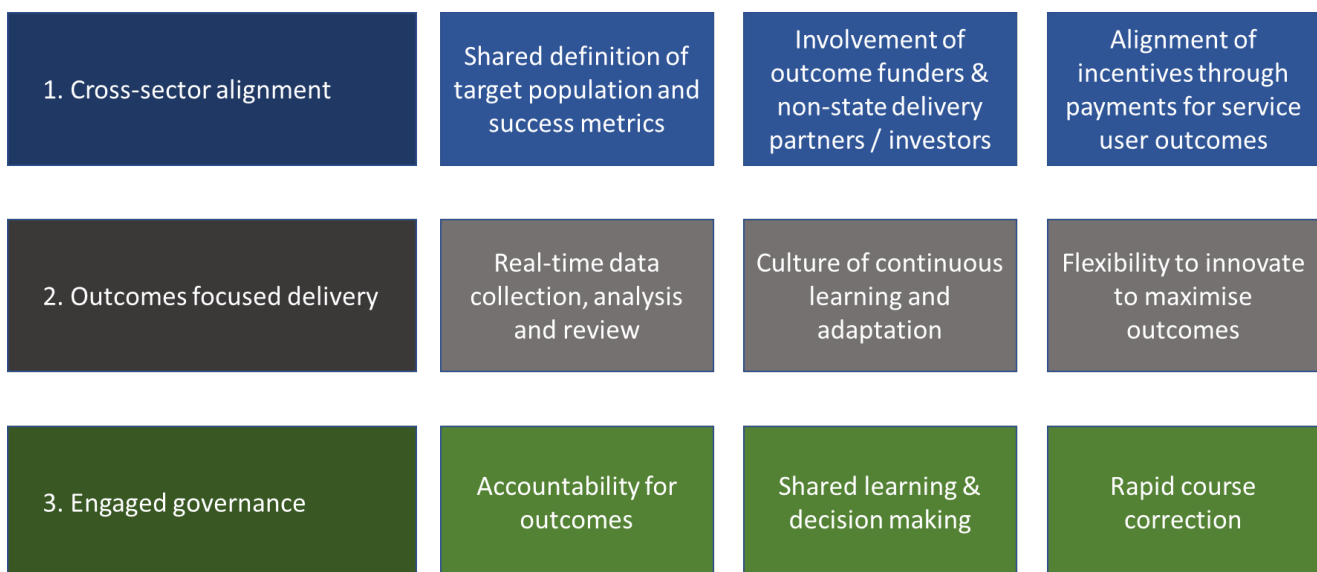 1. Cross-sector alignment
Shared definition of
target population and
success metrics
Involvement of
outcome funders &
non-state delivery
partners / investors
Alignment of
incentives through
payments for service
user outcomes
2. Outcomes focused delivery
Real-time data
collection, analysis
and review
Culture of continuous
learning and
adaptation
Flexibility to innovate
to maximise
outcomes
3. Engaged governance
Accountability for
outcomes
Shared learning &
decision making
Rapid course
correction